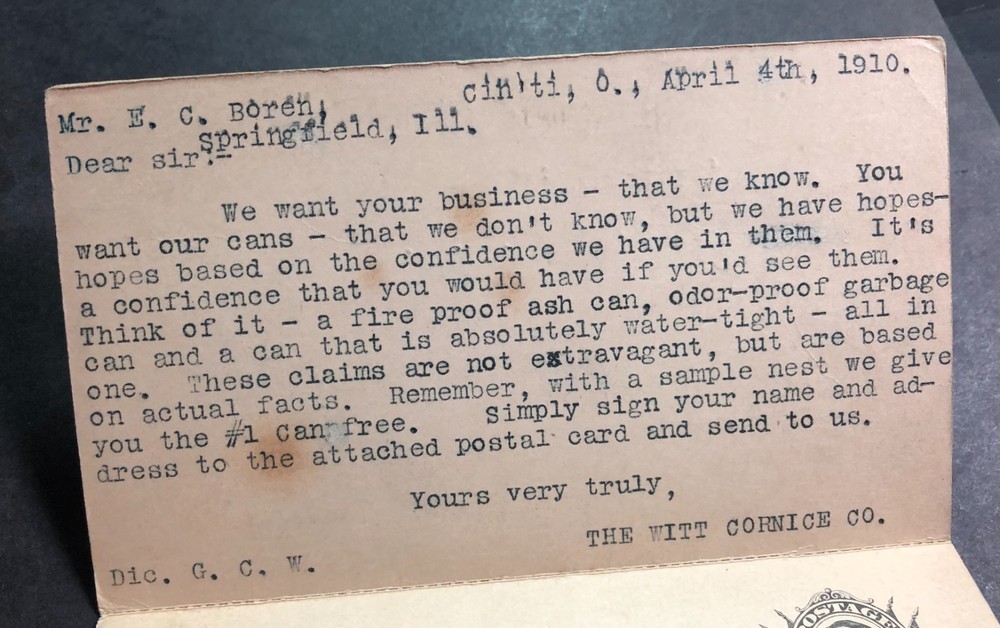 Cin'ti, O., April 4th, 1910.
Mr. E. C. Boren,
Springfield, Ill.
Dear sir:-
We want your business - that we know. You
want our cans - that we don't know, but we have hopes-
hopes based on the confidence we have in them. It's
a confidence that you would have if you'd see them.
Think of it - a fire proof ash can, odor-proof garbage
can and a can that is absolutely water-tight - all in
one. These claims are not extravagant, but are based
on actual facts. Remember, with a sample nest we give
you the #1 can free. Simply sign your name and ad-
dress to the attached postal card and send to us.
Yours very truly,
THE WITT CORNICE CO.
Dic. G. C. W.
POSTAGE